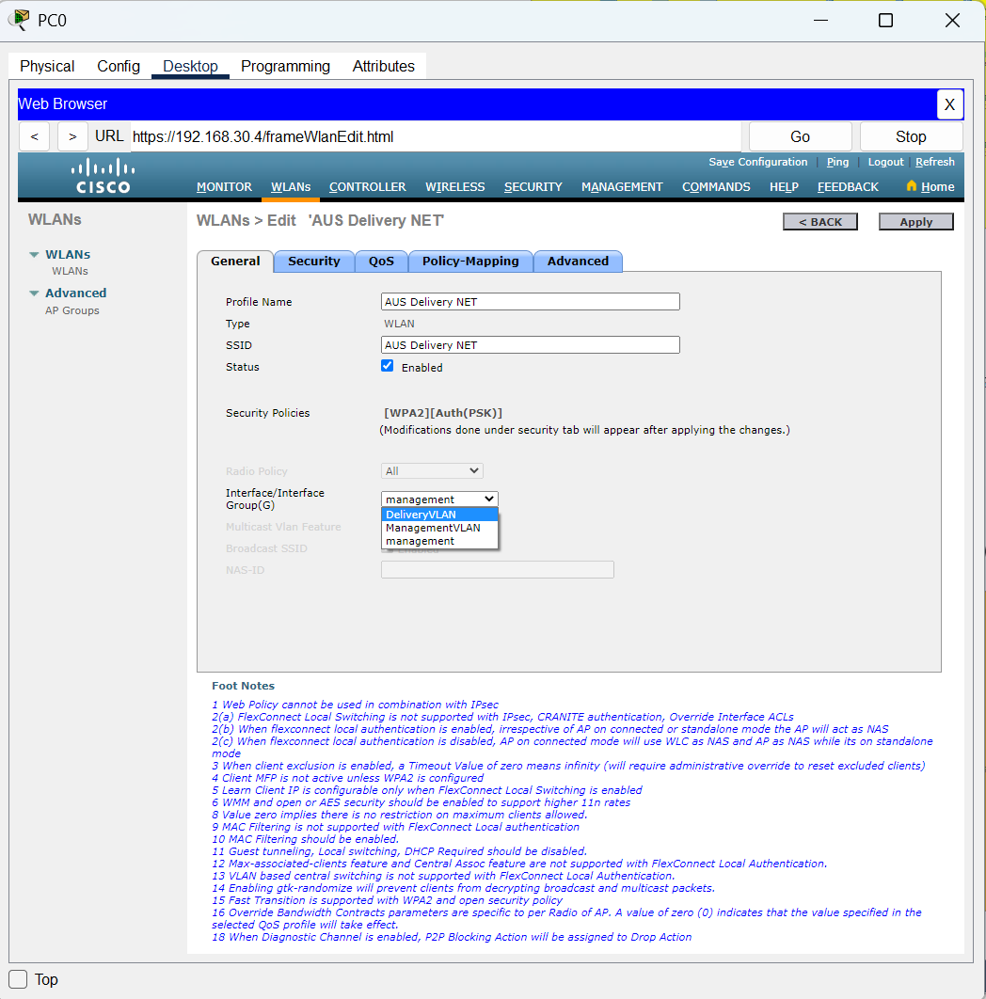 PC0
Physical Config Desktop Programming Attributes
Web Browser X
< > URL https://192.168.30.4/frameWlanEdit.html Go Stop
Save Configuration | Ping | Logout | Refresh
CISCO
MONITOR WLANs CONTROLLER WIRELESS SECURITY MANAGEMENT COMMANDS HELP FEEDBACK Home
WLANs
WLANs > Edit 'AUS Delivery NET'
< BACK Apply
WLANs
WLANs
Advanced
AP Groups
General Security QoS Policy-Mapping Advanced
Profile Name AUS Delivery NET
Type WLAN
SSID AUS Delivery NET
Status Enabled
Security Policies [WPA2][Auth(PSK)]
(Modifications done under security tab will appear after applying the changes.)
Radio Policy All
Interface/Interface
Group(G) management
DeliveryVLAN
ManagementVLAN
management
Multicast Vlan Feature
Broadcast SSID
NAS-ID
Foot Notes
1 Web Policy cannot be used in combination with IPsec
2(a) FlexConnect Local Switching is not supported with IPsec, CRANITE authentication, Override Interface ACLs
2(b) When flexconnect local authentication is enabled, irrespective of AP on connected or standalone mode the AP will act as NAS
2(c) When flexconnect local authentication is disabled, AP on connected mode will use WLC as NAS and AP as NAS while its on standalone
mode
3 When client exclusion is enabled, a Timeout Value of zero means infinity (will require administrative override to reset excluded clients)
4 Client MFP is not active unless WPA2 is configured
5 Learn Client IP is configurable only when FlexConnect Local Switching is enabled
6 WMM and open or AES security should be enabled to support higher 11n rates
8 Value zero implies there is no restriction on maximum clients allowed.
9 MAC Filtering is not supported with FlexConnect Local authentication
10 MAC Filtering should be enabled.
11 Guest tunneling, Local switching, DHCP Required should be disabled.
12 Max-associated-clients feature and Central Assoc feature are not supported with FlexConnect Local Authentication.
13 VLAN based central switching is not supported with FlexConnect Local Authentication.
14 Enabling gtk-randomize will prevent clients from decrypting broadcast and multicast packets.
15 Fast Transition is supported with WPA2 and open security policy
16 Override Bandwidth Contracts parameters are specific to per Radio of AP. A value of zero (0) indicates that the value specified in the
selected QoS profile will take effect.
18 When Diagnostic Channel is enabled, P2P Blocking Action will be assigned to Drop Action
Top